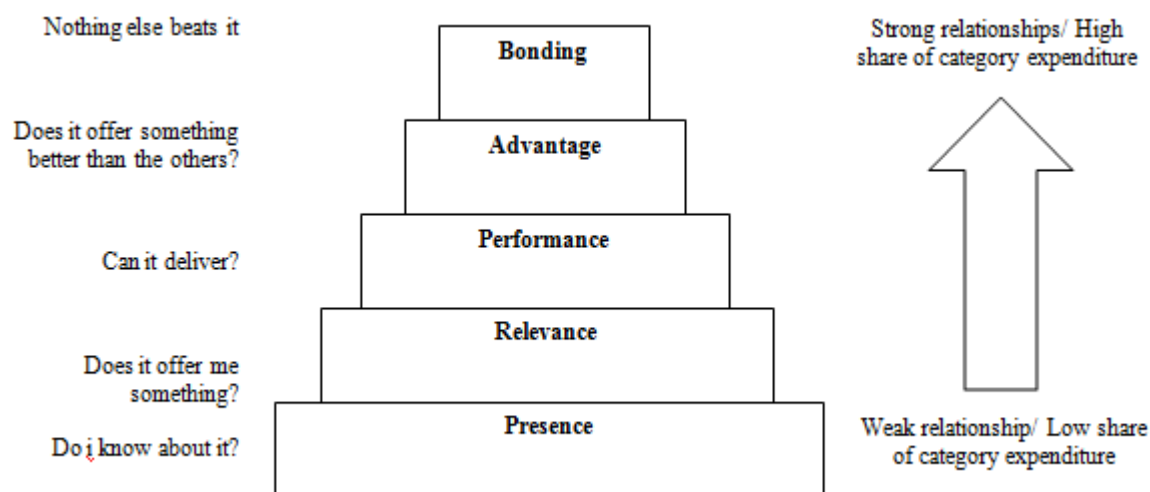 Nothing else beats it
Bonding
Strong relationships/ High
share of category expenditure
Does it offer something
better than the others?
Advantage
Performance
Can it deliver?
Relevance
Does it offer me
something?
Presence
Do i know about it?
Weak relationship/ Low share
of category expenditure